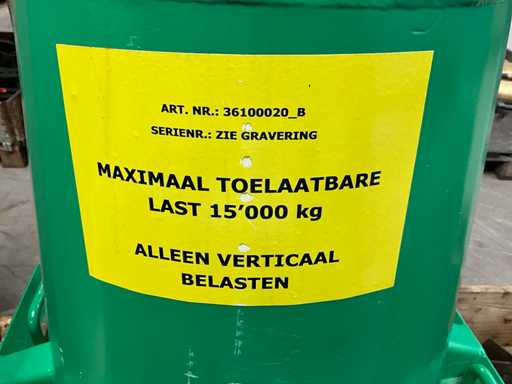 ART. NR.: 36100020_B
SERIENR.: ZIE GRAVERING
MAXIMAAL TOELAATBARE
LAST 15’000 kg
ALLEEN VERTICAAL
BELASTEN